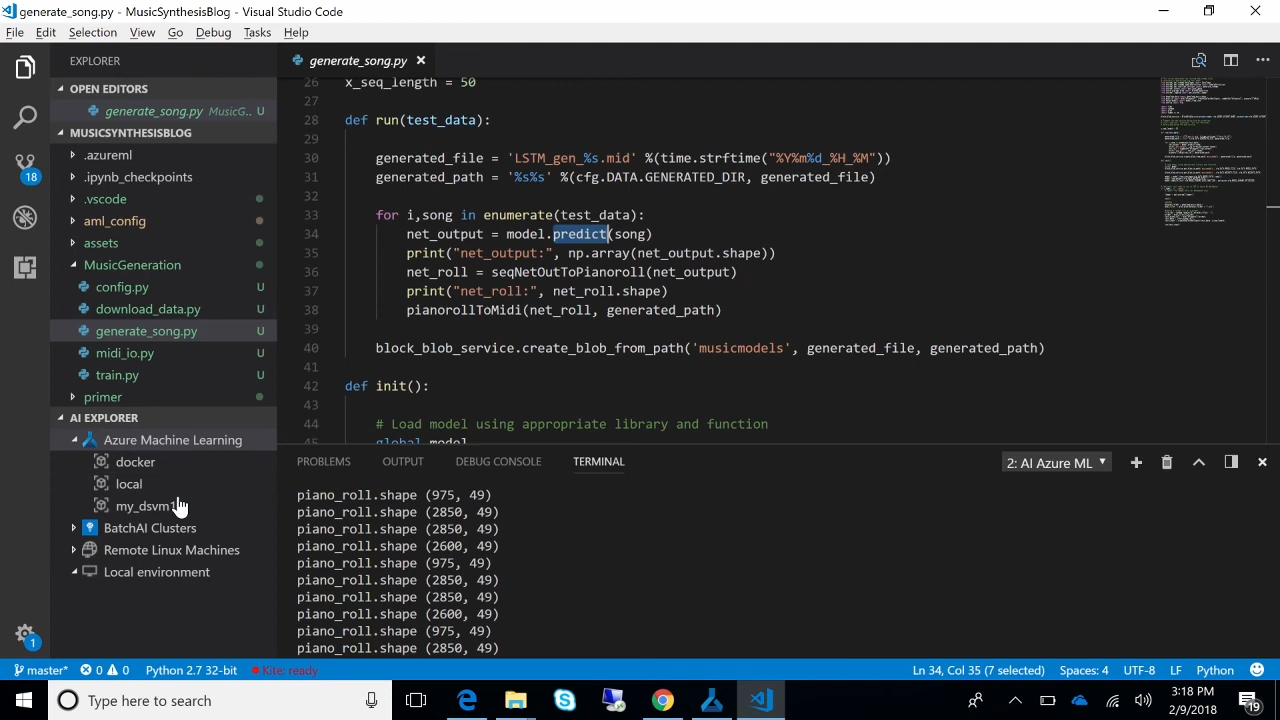 generate_song.py - MusicSynthesisBlog - Visual Studio Code
File Edit Selection View Go Debug Tasks Help
EXPLORER
OPEN EDITORS
generate_song.py MusicG... U
MUSICSYNTHESISBLOG
.azureml
.ipynb_checkpoints
.vscode
aml_config
assets
MusicGeneration
config.py U
download_data.py U
generate_song.py U
midi_io.py U
train.py U
primer
AI EXPLORER
Azure Machine Learning
docker
local
my_dsvm1
BatchAI Clusters
Remote Linux Machines
Local environment
18
1
generate_song.py
26 x_seq_length = 50
27
28 def run(test_data):
29
30 generated_file = 'LSTM_gen_%s.mid' %(time.strftime("%Y%m%d_%H_%M"))
31 generated_path = '%s%s' %(cfg.DATA.GENERATED_DIR, generated_file)
32
33 for i,song in enumerate(test_data):
34 net_output = model.predict(song)
35 print("net_output:", np.array(net_output.shape))
36 net_roll = seqNetOutToPianoroll(net_output)
37 print("net_roll:", net_roll.shape)
38 pianorollToMidi(net_roll, generated_path)
39
40 block_blob_service.create_blob_from_path('musicmodels', generated_file, generated_path)
41
42 def init():
43
44 # Load model using appropriate library and function
45 global model
PROBLEMS OUTPUT DEBUG CONSOLE TERMINAL 2: AI Azure ML
piano_roll.shape (975, 49)
piano_roll.shape (2850, 49)
piano_roll.shape (2850, 49)
piano_roll.shape (2600, 49)
piano_roll.shape (975, 49)
piano_roll.shape (2850, 49)
piano_roll.shape (2850, 49)
piano_roll.shape (2600, 49)
piano_roll.shape (975, 49)
piano_roll.shape (2850, 49)
master* 0 0 Python 2.7 32-bit Kite: ready Ln 34, Col 35 (7 selected) Spaces: 4 UTF-8 LF Python
Type here to search
3:18 PM
2/9/2018
19